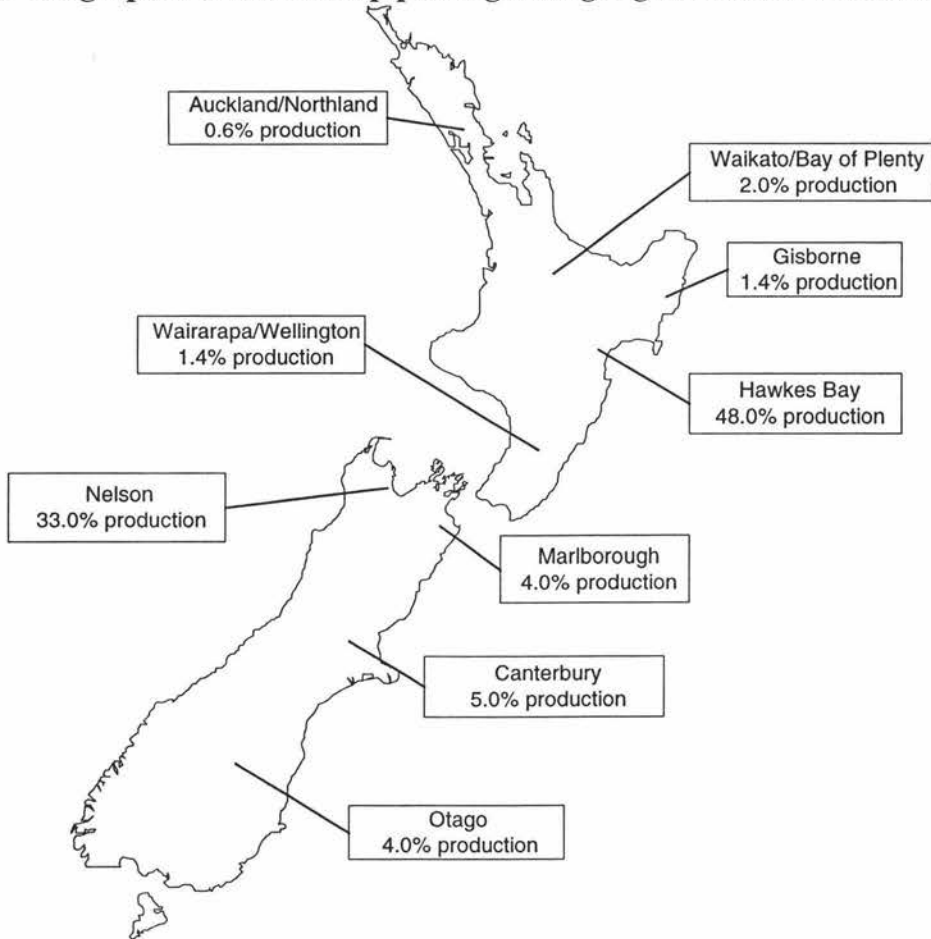 Auckland/Northland
0.6% production
Waikato/Bay of Plenty
2.0% production
Gisborne
1.4% production
Wairarapa/Wellington
1.4% production
Hawkes Bay
48.0% production
Nelson
33.0% production
Marlborough
4.0% production
Canterbury
5.0% production
Otago
4.0% production